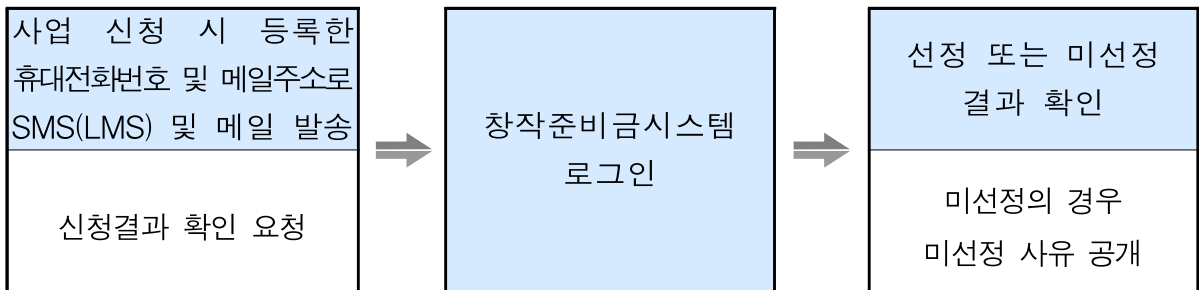 사업 신청 시 등록한
휴대전화번호 및 메일주소로
SMS(LMS) 및 메일 발송
신청결과 확인 요청
창작준비금시스템
로그인
선정 또는 미선정
결과 확인
미선정의 경우
미선정 사유 공개